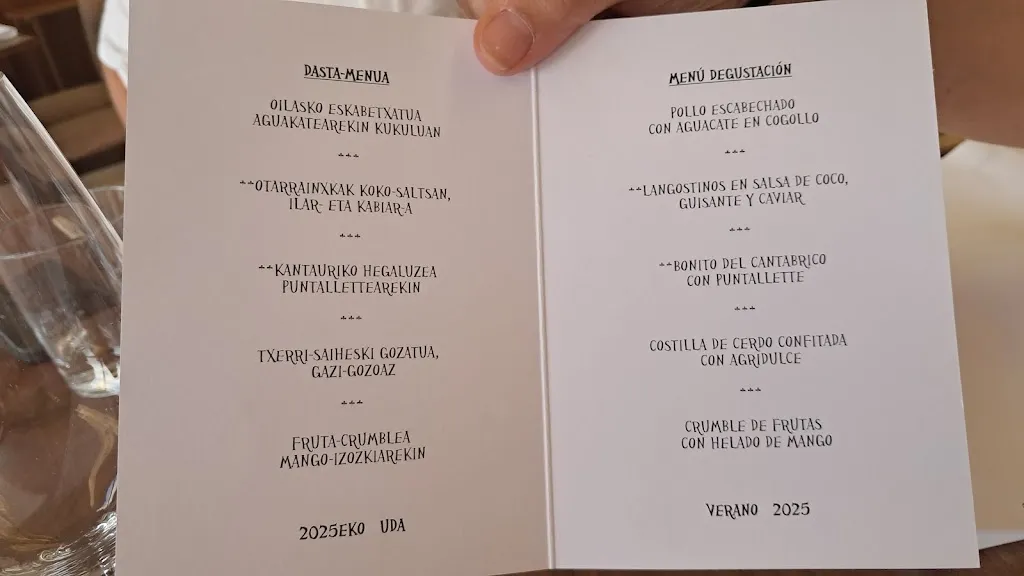 DASTA-MENUA
OILASKO ESKABETXATUA
AGUAKATEAREKIN KUKULUAN
***
**OTARRAINXKAK KOKO-SALTSAN,
ILAR- ETA KABIAR-A
***
**KANTAURIKO HEGALUZEA
PUNTALLETTEAREKIN
***
TXERRI-SAIHESKI GOZATUA,
GAZI-GOZOAZ
***
FRUTA-CRUMBLEA
MANGO-IZOZKIAREKIN
2025EKO UDA
MENÚ DEGUSTACIÓN
POLLO ESCABECHADO
CON AGUACATE EN COGOLLO
***
**LANGOSTINOS EN SALSA DE COCO,
GUISANTE Y CAVIAR
***
**BONITO DEL CANTABRICO
CON PUNTALLETTE
***
COSTILLA DE CERDO CONFITADA
CON AGRIDULCE
***
CRUMBLE DE FRUTAS
CON HELADO DE MANGO
VERANO 2025